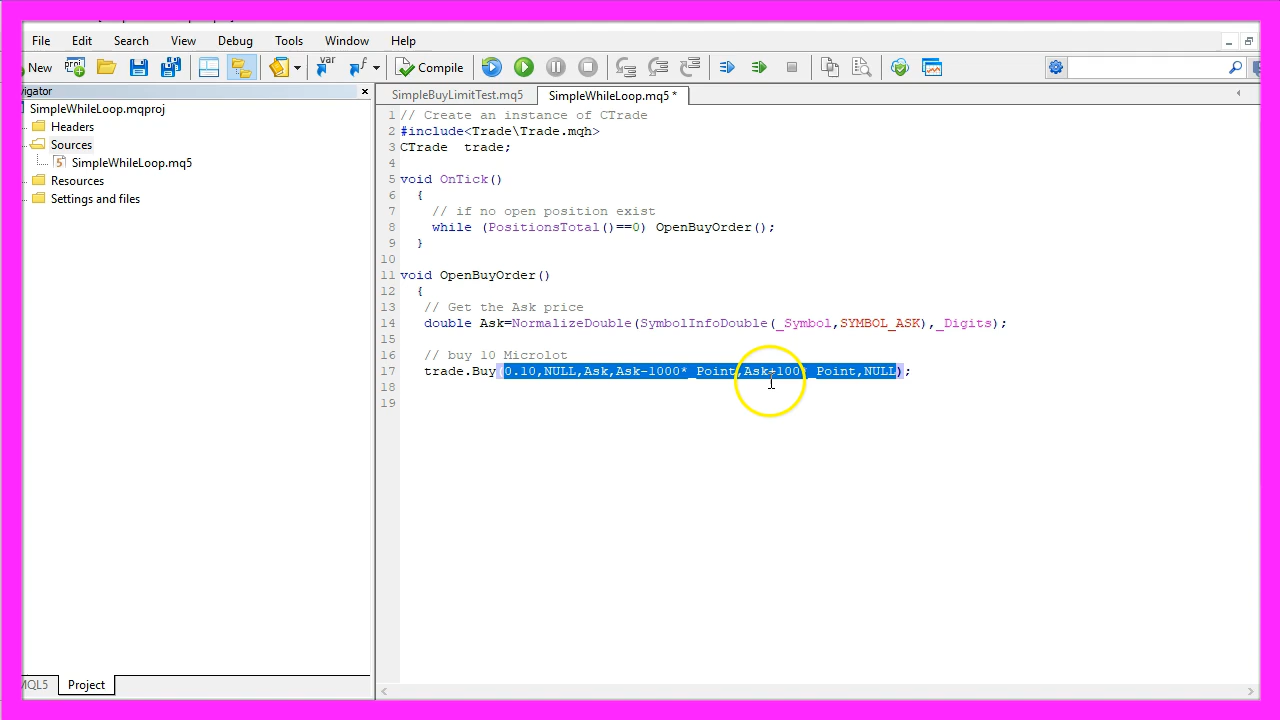 File Edit Search View Debug Tools Window Help
New Compile
SimpleWhileLoop.mqproj
Headers
Sources
SimpleWhileLoop.mq5
Resources
Settings and files
MQL5 Project
SimpleBuyLimitTest.mq5 SimpleWhileLoop.mq5 *
1 // Create an instance of CTrade
2 #include<Trade\Trade.mqh>
3 CTrade trade;
4
5 void OnTick()
6 {
7 // if no open position exist
8 while (PositionsTotal()==0) OpenBuyOrder();
9 }
10
11 void OpenBuyOrder()
12 {
13 // Get the Ask price
14 double Ask=NormalizeDouble(SymbolInfoDouble(_Symbol,SYMBOL_ASK),_Digits);
15
16 // buy 10 Microlot
17 trade.Buy(0.10,NULL,Ask,Ask-1000*_Point,Ask+100*_Point,NULL);
18
19